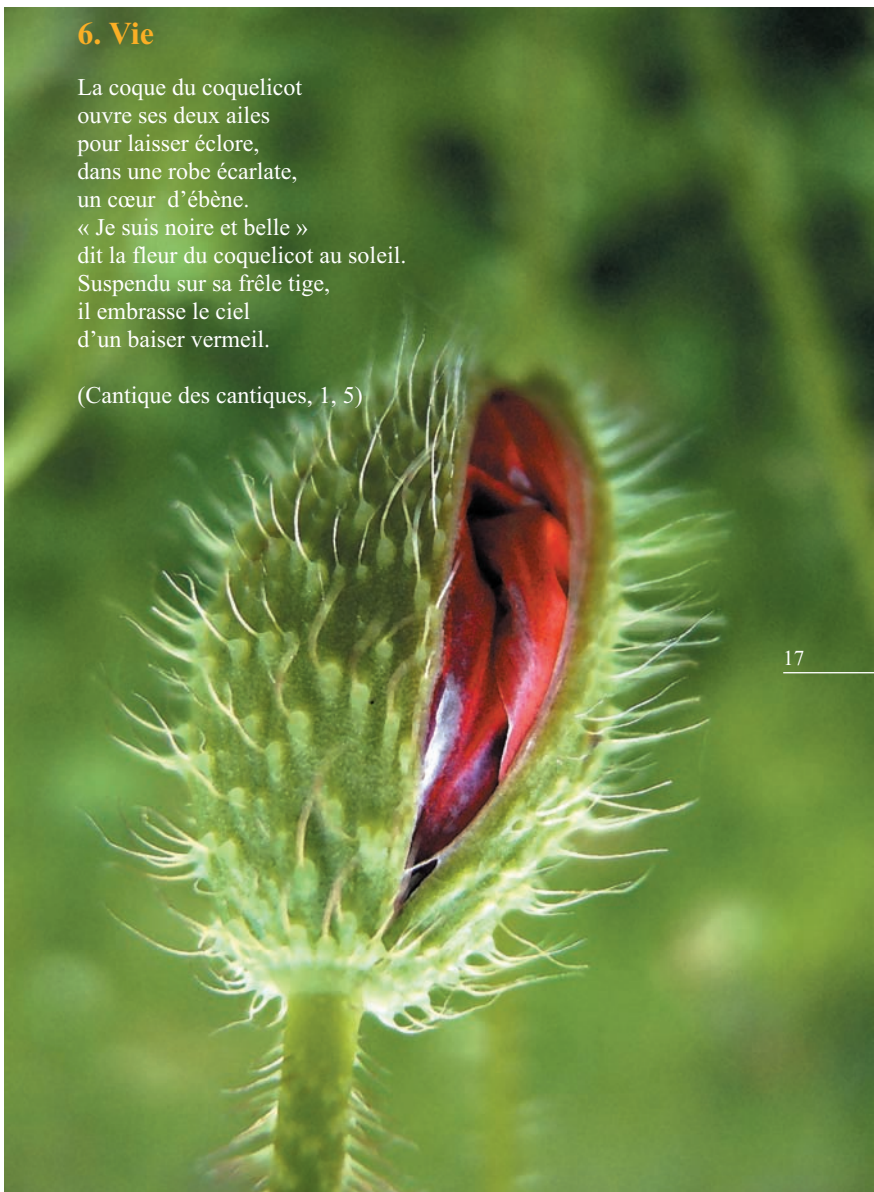 6. Vie
La coque du coquelicot
ouvre ses deux ailes
pour laisser éclore,
dans une robe écarlate,
un cœur d’ébène.
« Je suis noire et belle »
dit la fleur du coquelicot au soleil.
Suspendu sur sa frêle tige,
il embrasse le ciel
d’un baiser vermeil.
(Cantique des cantiques, 1, 5)
17